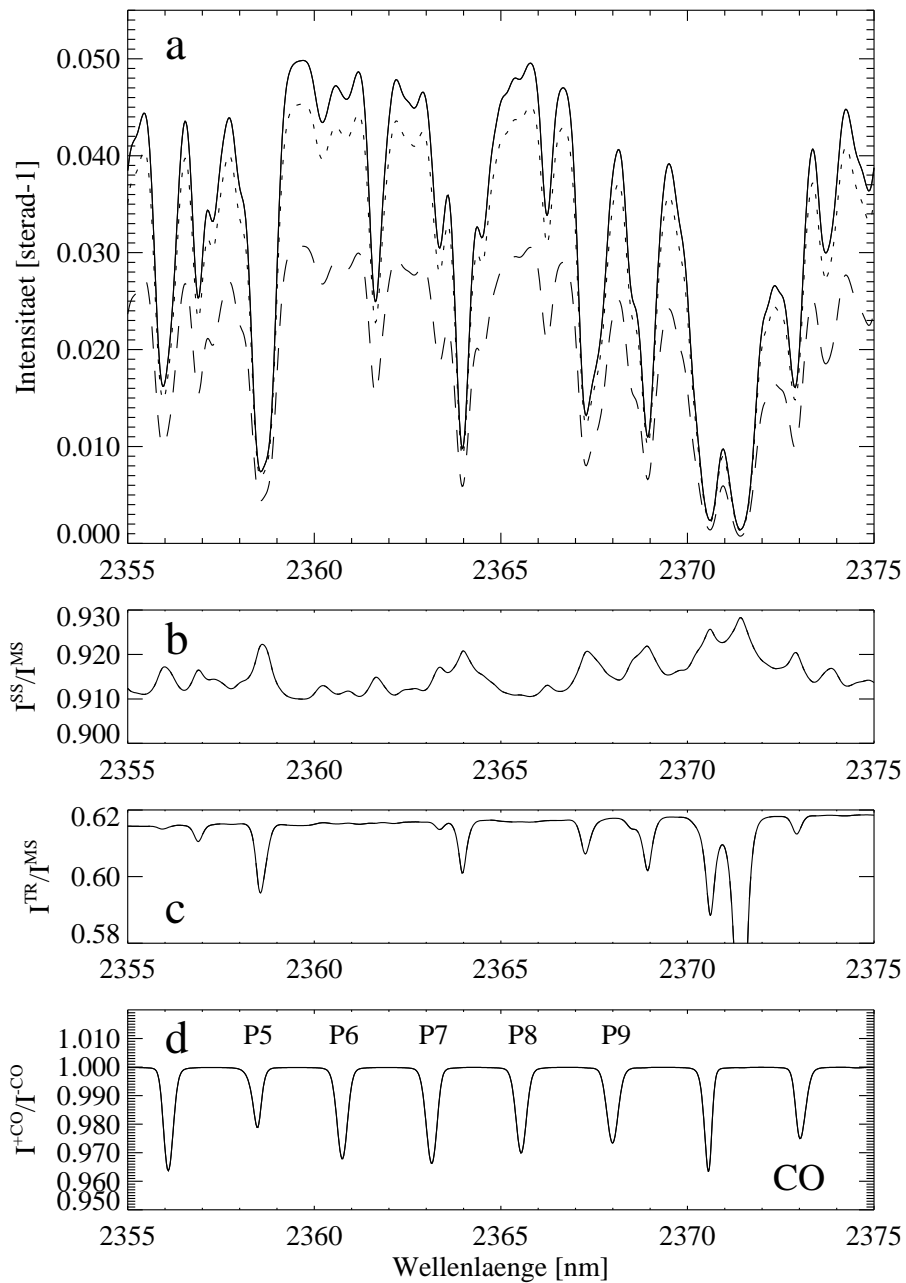 a
0.050
0.040
0.030
0.020
0.010
0.000
Intensitaet [sterad-1]
2355 2360 2365 2370 2375
b
0.930
0.920
0.910
0.900
I^SS/I^MS
2355 2360 2365 2370 2375
c
0.62
0.60
0.58
I^TR/I^MS
2355 2360 2365 2370 2375
d P5 P6 P7 P8 P9
1.010
1.000
0.990
0.980
0.970
0.960
0.950
I^+CO/I^-CO
CO
2355 2360 2365 2370 2375
Wellenlaenge [nm]